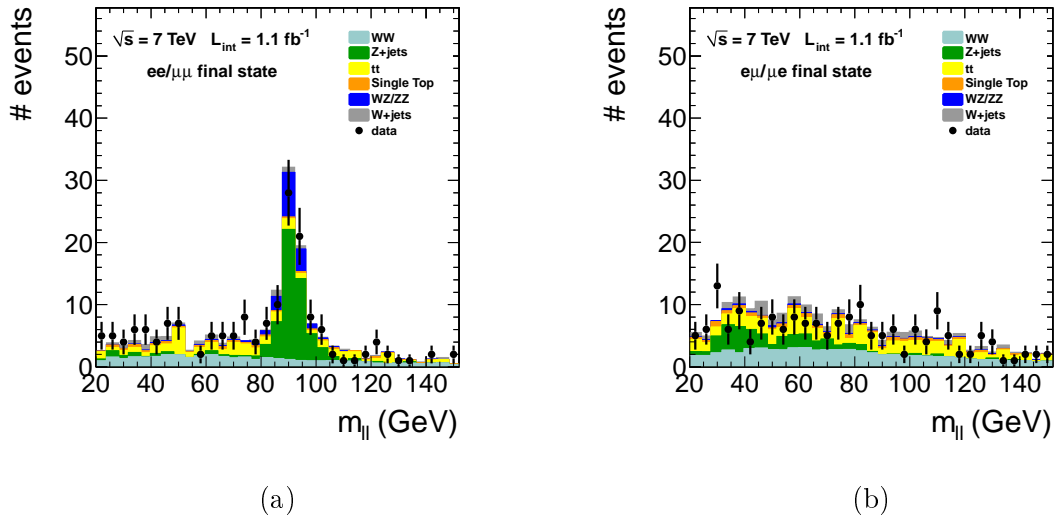 # events
50
40
30
20
10
0
√s = 7 TeV L_int = 1.1 fb⁻¹
ee/μμ final state
WW
Z+jets
tt
Single Top
WZ/ZZ
W+jets
data
20 40 60 80 100 120 140
m_ll (GeV)
(a)
# events
50
40
30
20
10
0
√s = 7 TeV L_int = 1.1 fb⁻¹
eμ/μe final state
WW
Z+jets
tt
Single Top
WZ/ZZ
W+jets
data
20 40 60 80 100 120 140
m_ll (GeV)
(b)